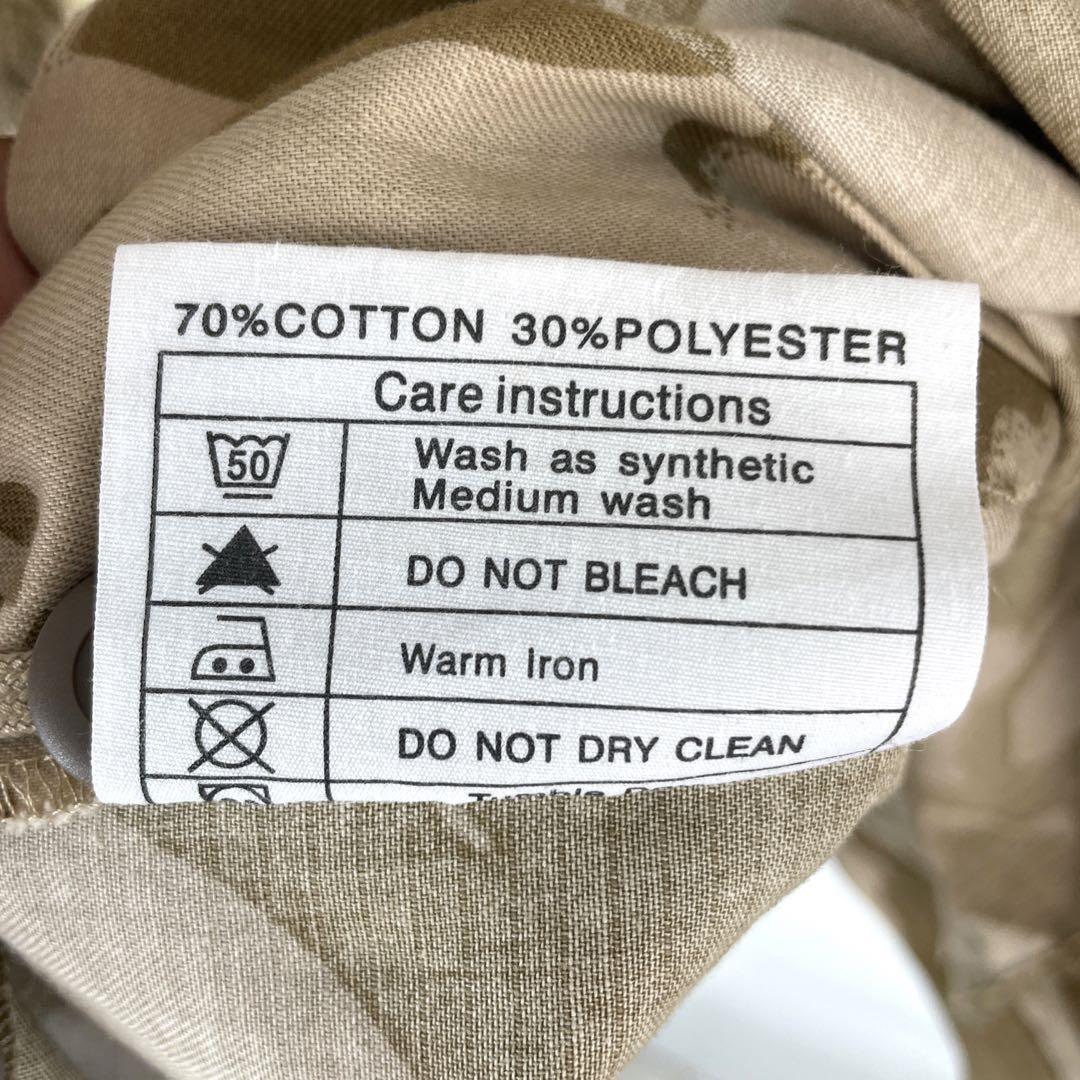 70%COTTON 30%POLYESTER
Care instructions
50
Wash as synthetic
Medium wash
DO NOT BLEACH
Warm Iron
DO NOT DRY CLEAN
Tumble